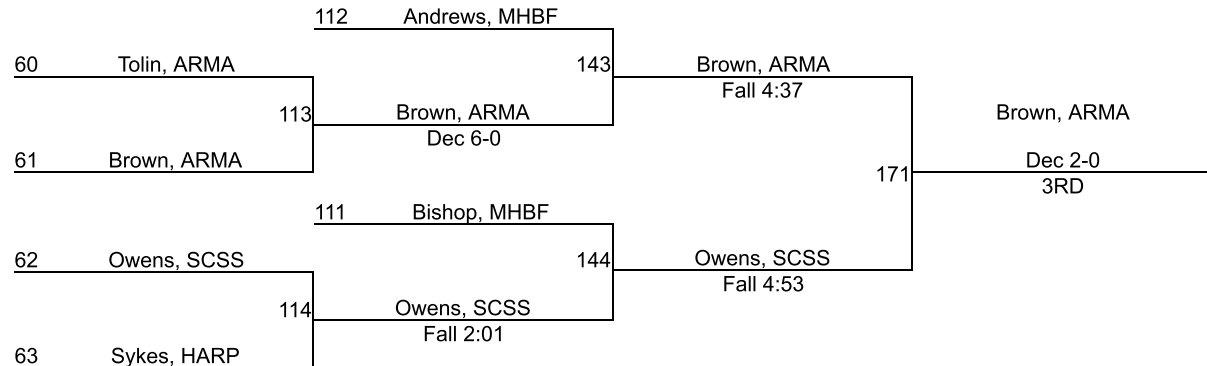 112 Andrews, MHBF
60 Tolin, ARMA
143 Brown, ARMA
Fall 4:37
113 Brown, ARMA
Dec 6-0
Brown, ARMA
61 Brown, ARMA
171 Dec 2-0
3RD
111 Bishop, MHBF
62 Owens, SCSS
144 Owens, SCSS
Fall 4:53
114 Owens, SCSS
Fall 2:01
63 Sykes, HARP